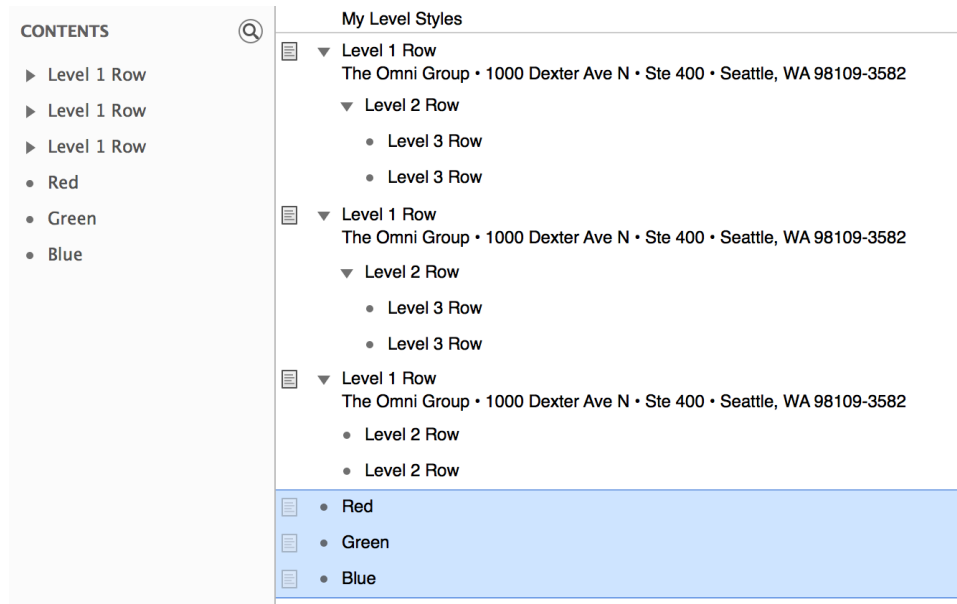 CONTENTS
Level 1 Row
Level 1 Row
Level 1 Row
Red
Green
Blue
My Level Styles
Level 1 Row
The Omni Group • 1000 Dexter Ave N • Ste 400 • Seattle, WA 98109-3582
Level 2 Row
Level 3 Row
Level 3 Row
Level 1 Row
The Omni Group • 1000 Dexter Ave N • Ste 400 • Seattle, WA 98109-3582
Level 2 Row
Level 3 Row
Level 3 Row
Level 1 Row
The Omni Group • 1000 Dexter Ave N • Ste 400 • Seattle, WA 98109-3582
Level 2 Row
Level 2 Row
Red
Green
Blue